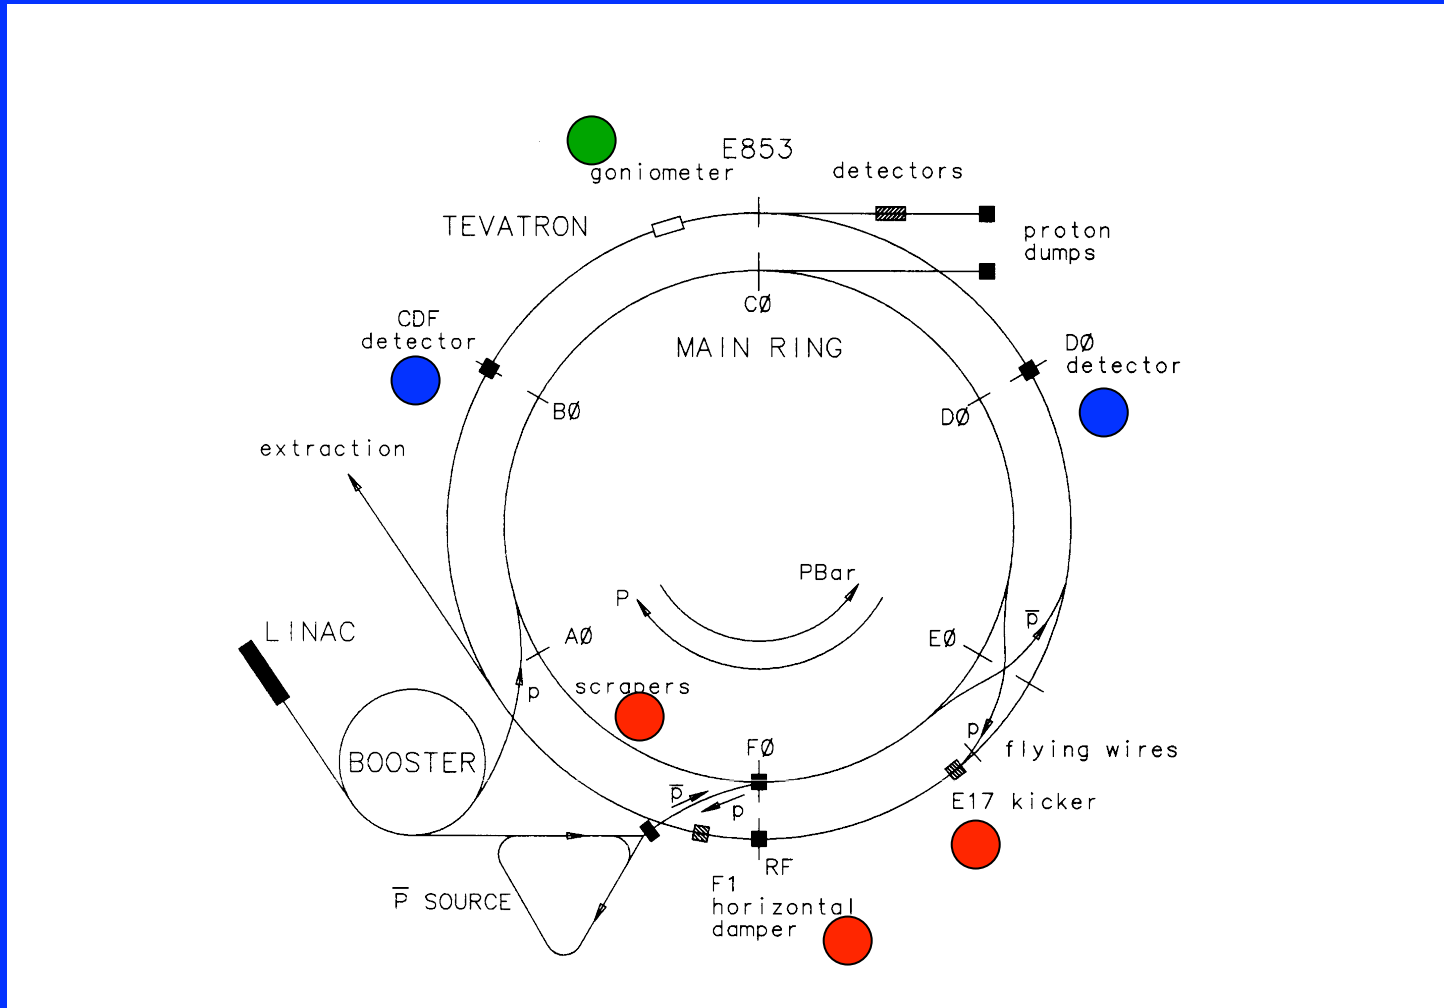 E853
goniometer
detectors
TEVATRON
proton
dumps
CØ
CDF
detector
MAIN RING
DØ
detector
BØ
DØ
extraction
PBar
P
p̅
LINAC
AØ
EØ
scrapers
p
p
FØ
flying wires
BOOSTER
p̅
p
E17 kicker
RF
P̅ SOURCE
F1
horizontal
damper